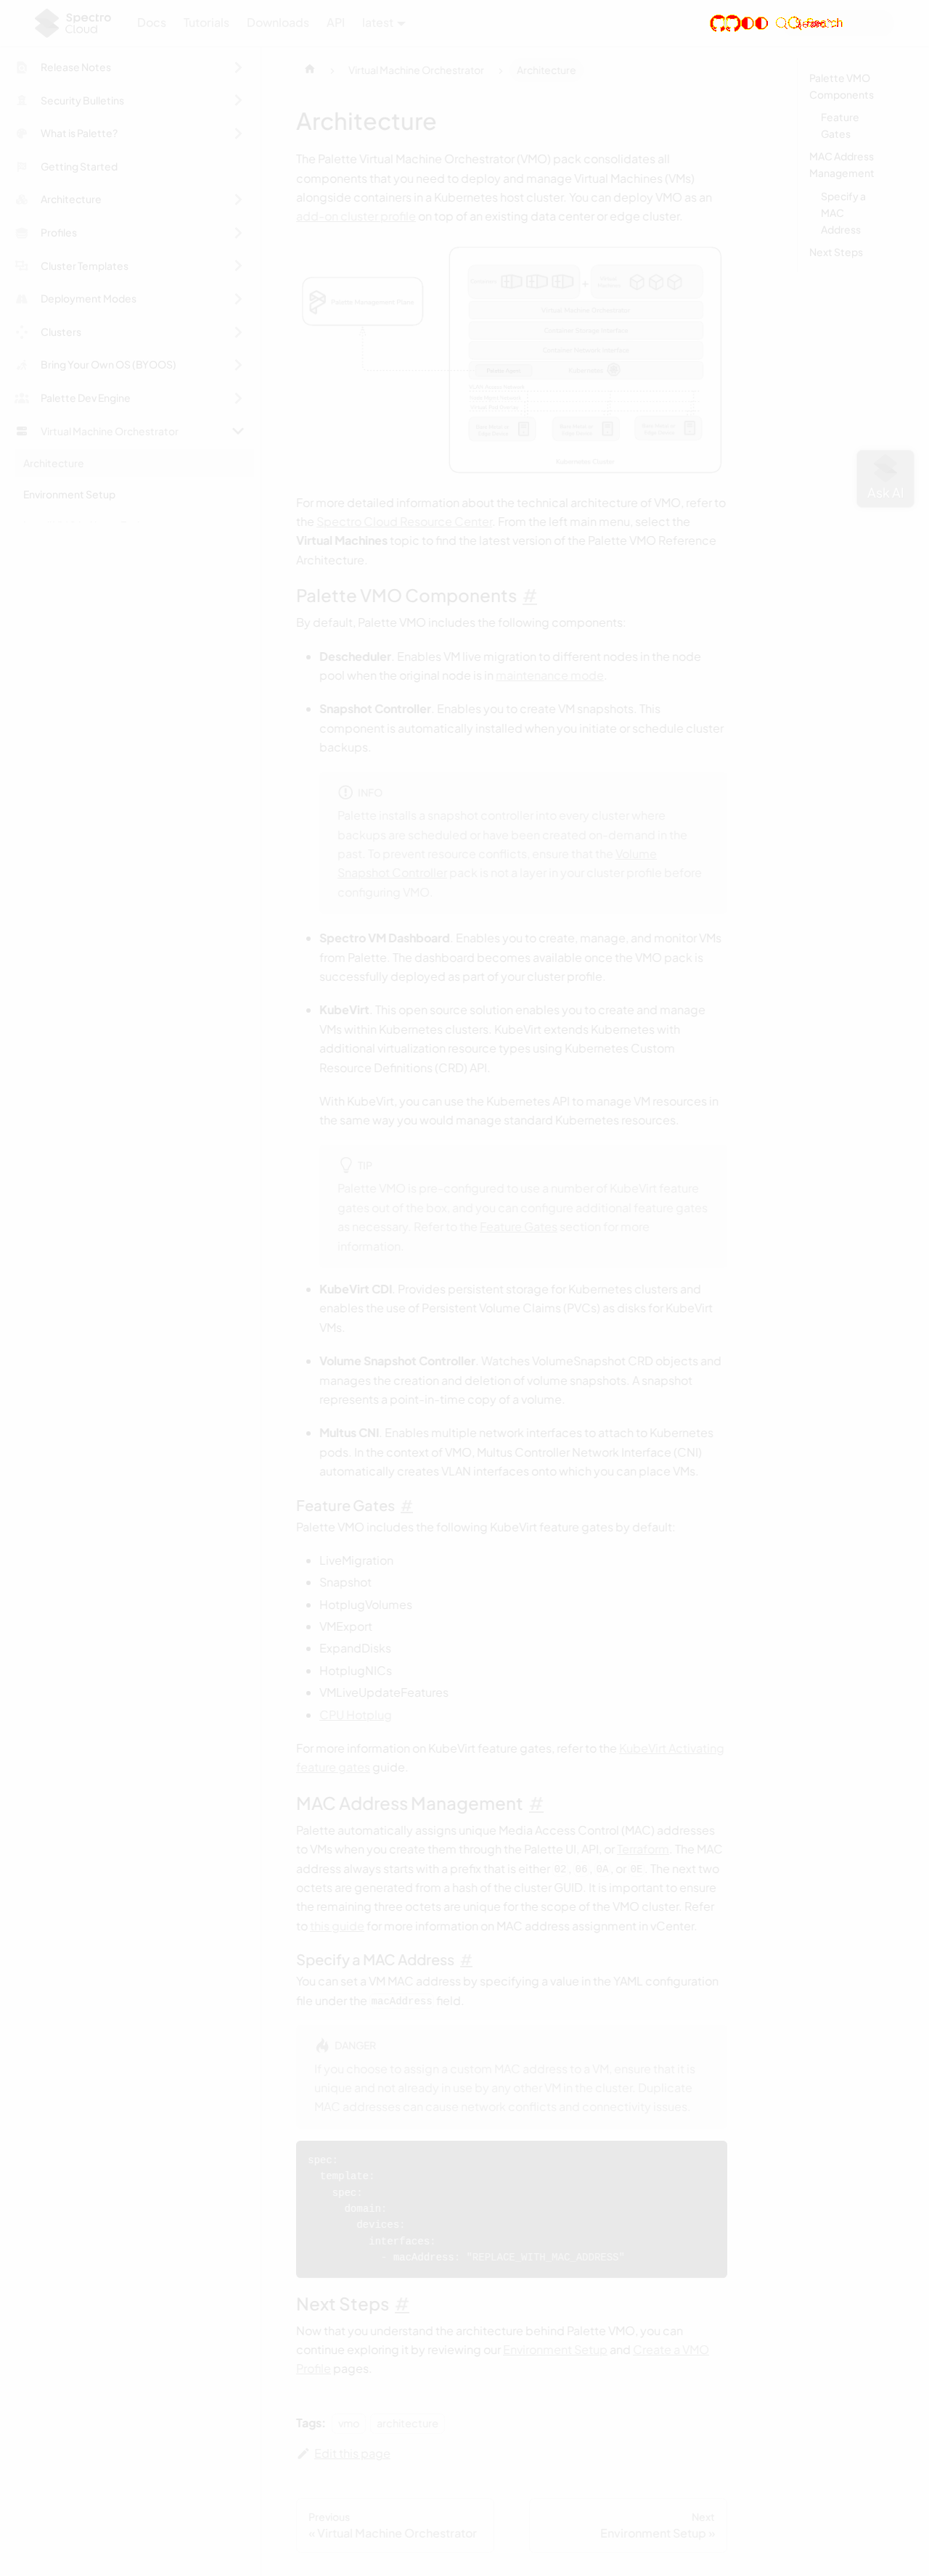 Spectro
Cloud
Docs Tutorials Downloads API latest
Release Notes
Security Bulletins
What is Palette?
Getting Started
Architecture
Profiles
Cluster Templates
Deployment Modes
Clusters
Bring Your Own OS (BYOOS)
Palette Dev Engine
Virtual Machine Orchestrator
Architecture
Environment Setup
Virtual Machine Orchestrator
Architecture
Architecture
The Palette Virtual Machine Orchestrator (VMO) pack consolidates all
components that you need to deploy and manage Virtual Machines (VMs)
alongside containers in a Kubernetes host cluster. You can deploy VMO as an
add-on cluster profile on top of an existing data center or edge cluster.
Palette Management Plane
Virtual Machine Orchestrator
Container Storage Interface
Container Network Interface
Palette Agent
Kubernetes
Kubernetes Cluster
For more detailed information about the technical architecture of VMO, refer to
the Spectro Cloud Resource Center. From the left main menu, select the
Virtual Machines topic to find the latest version of the Palette VMO Reference
Architecture.
Palette VMO Components #
By default, Palette VMO includes the following components:
Descheduler. Enables VM live migration to different nodes in the node
pool when the original node is in maintenance mode.
Snapshot Controller. Enables you to create VM snapshots. This
component is automatically installed when you initiate or schedule cluster
backups.
INFO
Palette installs a snapshot controller into every cluster where
backups are scheduled or have been created on-demand in the
past. To prevent resource conflicts, ensure that the Volume
Snapshot Controller pack is not a layer in your cluster profile before
configuring VMO.
Spectro VM Dashboard. Enables you to create, manage, and monitor VMs
from Palette. The dashboard becomes available once the VMO pack is
successfully deployed as part of your cluster profile.
KubeVirt. This open source solution enables you to create and manage
VMs within Kubernetes clusters. KubeVirt extends Kubernetes with
additional virtualization resource types using Kubernetes Custom
Resource Definitions (CRD) API.
With KubeVirt, you can use the Kubernetes API to manage VM resources in
the same way you would manage standard Kubernetes resources.
TIP
Palette VMO is pre-configured to use a number of KubeVirt feature
gates out of the box, and you can configure additional feature gates
as necessary. Refer to the Feature Gates section for more
information.
KubeVirt CDI. Provides persistent storage for Kubernetes clusters and
enables the use of Persistent Volume Claims (PVCs) as disks for KubeVirt
VMs.
Volume Snapshot Controller. Watches VolumeSnapshot CRD objects and
manages the creation and deletion of volume snapshots. A snapshot
represents a point-in-time copy of a volume.
Multus CNI. Enables multiple network interfaces to attach to Kubernetes
pods. In the context of VMO, Multus Controller Network Interface (CNI)
automatically creates VLAN interfaces onto which you can place VMs.
Feature Gates #
Palette VMO includes the following KubeVirt feature gates by default:
LiveMigration
Snapshot
HotplugVolumes
VMExport
ExpandDisks
HotplugNICs
VMLiveUpdateFeatures
CPU Hotplug
For more information on KubeVirt feature gates, refer to the KubeVirt Activating
feature gates guide.
MAC Address Management #
Palette automatically assigns unique Media Access Control (MAC) addresses
to VMs when you create them through the Palette UI, API, or Terraform. The MAC
address always starts with a prefix that is either 02, 06, 0A, or 0E. The next two
octets are generated from a hash of the cluster GUID. It is important to ensure
the remaining three octets are unique for the scope of the VMO cluster. Refer
to this guide for more information on MAC address assignment in vCenter.
Specify a MAC Address #
You can set a VM MAC address by specifying a value in the YAML configuration
file under the macAddress field.
DANGER
If you choose to assign a custom MAC address to a VM, ensure that it is
unique and not already in use by any other VM in the cluster. Duplicate
MAC addresses can cause network conflicts and connectivity issues.
spec:
template:
spec:
domain:
devices:
interfaces:
- macAddress: "REPLACE_WITH_MAC_ADDRESS"
Next Steps #
Now that you understand the architecture behind Palette VMO, you can
continue exploring it by reviewing our Environment Setup and Create a VMO
Profile pages.
Tags: vmo architecture
Edit this page
Previous
« Virtual Machine Orchestrator
Next
Environment Setup »
Palette VMO
Components
Feature
Gates
MAC Address
Management
Specify a
MAC
Address
Next Steps
Ask AI